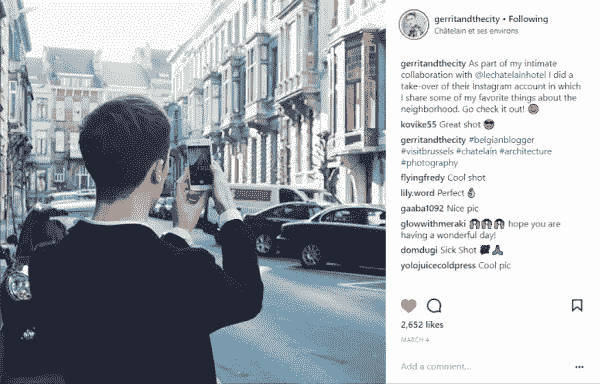 gerritandthecity • Following
Châtelain et ses environs
gerritandthecity As part of my intimate
collaboration with @lechatelainhotel I did a
take-over of their Instagram account in which
I share some of my favorite things about the
neighborhood. Go check it out!
kovike55 Great shot 😎
gerritandthecity #belgianblogger
#visitbrussels #chatelain #architecture
#photography
flyingfredy Cool shot
lily.word Perfect 👌
gaaba1092 Nice pic
glowwithmeraki hope you are
having a wonderful day!
domdugi Sick Shot
yolojuicecoldpress Cool pic
2,652 likes
MARCH 4
Add a comment...